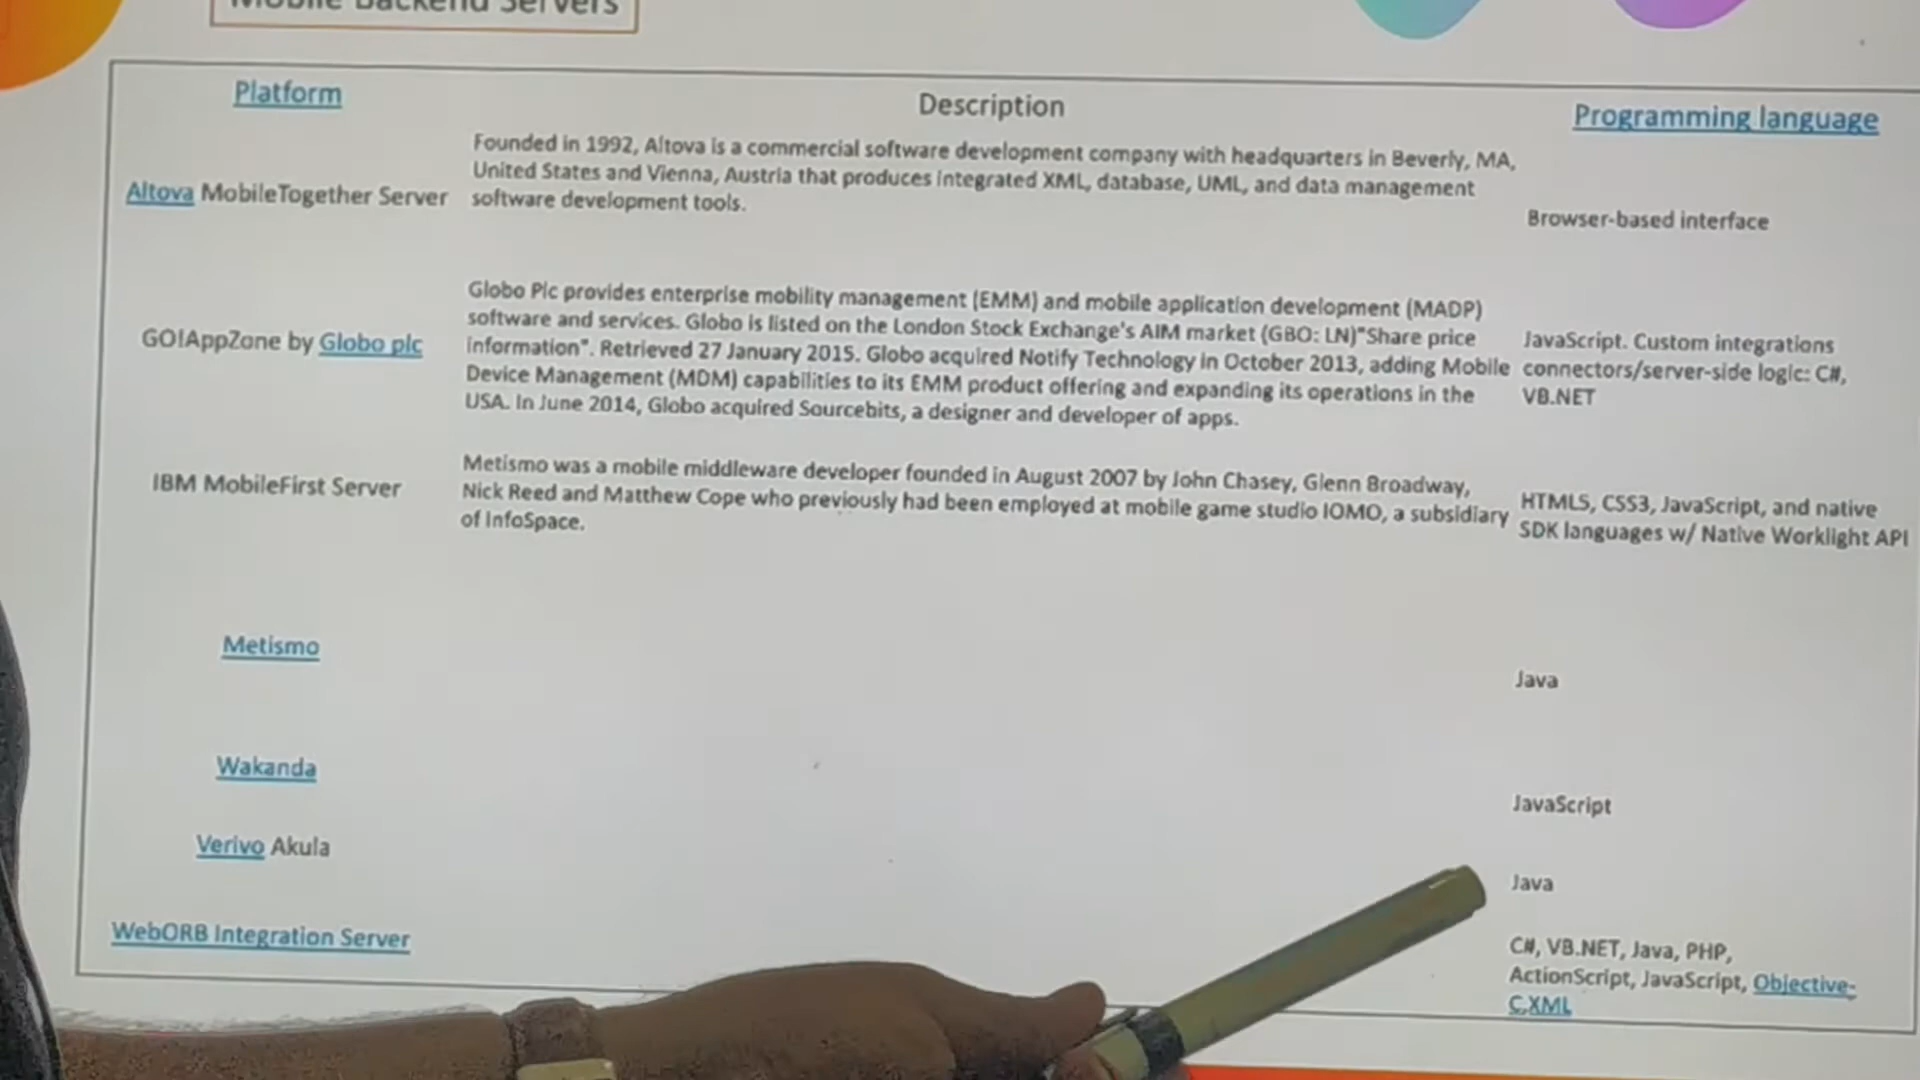 Mobile Backend Servers
Platform
Description
Programming language
Altova MobileTogether Server
Founded in 1992, Altova is a commercial software development company with headquarters in Beverly, MA,
United States and Vienna, Austria that produces integrated XML, database, UML, and data management
software development tools.
Browser-based interface
GO!AppZone by Globo plc
Globo Plc provides enterprise mobility management (EMM) and mobile application development (MADP)
software and services. Globo is listed on the London Stock Exchange's AIM market (GBO: LN)"Share price
information". Retrieved 27 January 2015. Globo acquired Notify Technology in October 2013, adding Mobile
Device Management (MDM) capabilities to its EMM product offering and expanding its operations in the
USA. In June 2014, Globo acquired Sourcebits, a designer and developer of apps.
JavaScript. Custom integrations
connectors/server-side logic: C#,
VB.NET
IBM MobileFirst Server
Metismo was a mobile middleware developer founded in August 2007 by John Chasey, Glenn Broadway,
Nick Reed and Matthew Cope who previously had been employed at mobile game studio IOMO, a subsidiary
of InfoSpace.
HTML5, CSS3, JavaScript, and native
SDK languages w/ Native Worklight API
Metismo
Java
Wakanda
JavaScript
Verivo Akula
Java
WebORB Integration Server
C#, VB.NET, Java, PHP,
ActionScript, JavaScript, Objective-
C,XML